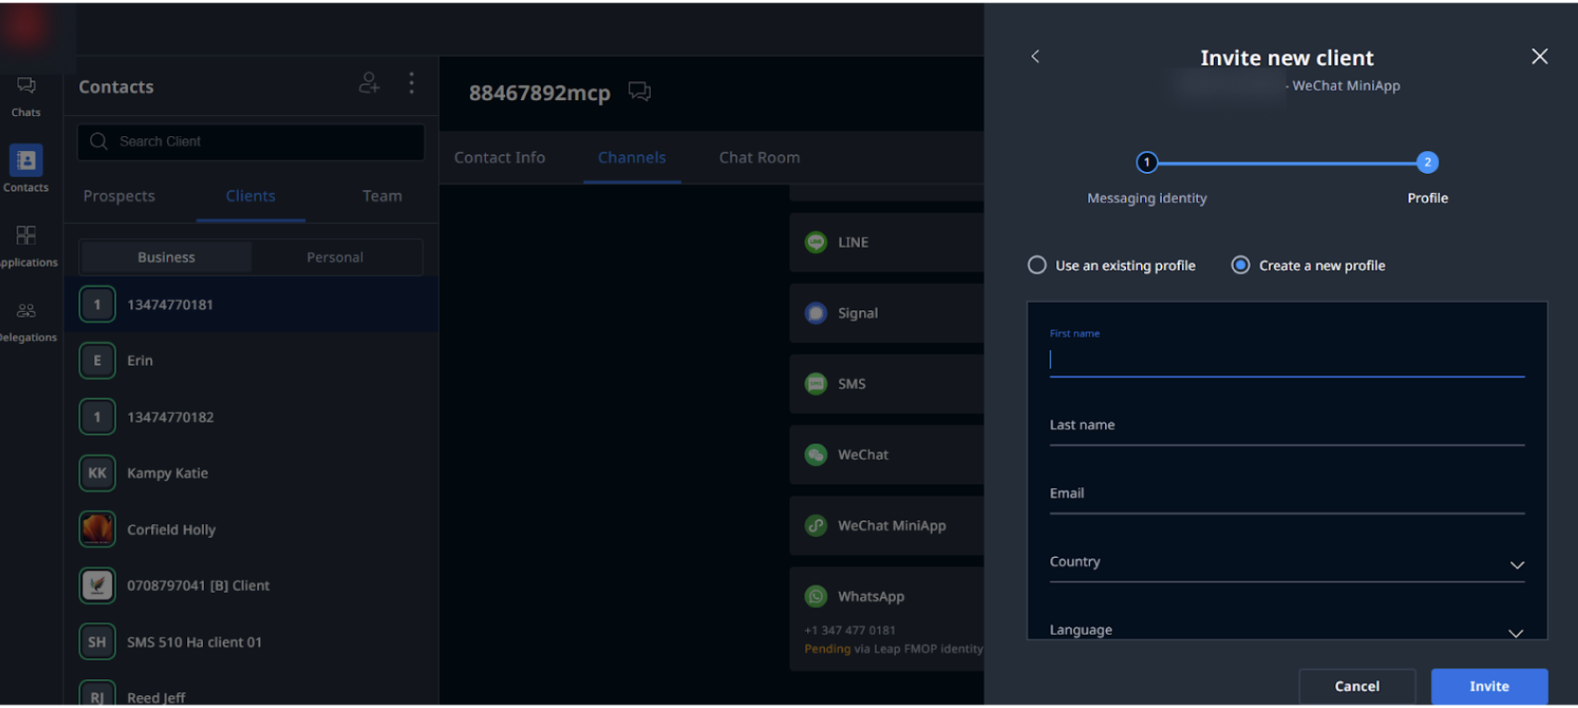 Chats
Contacts
Applications
Delegations
Contacts
Search Client
Prospects
Clients
Team
Business
Personal
1
13474770181
E
Erin
1
13474770182
KK
Kampy Katie
Corfield Holly
0708797041 [B] Client
SH
SMS 510 Ha client 01
RJ
Reed Jeff
88467892mcp
Contact Info
Channels
Chat Room
LINE
Signal
SMS
WeChat
WeChat MiniApp
WhatsApp
+1 347 477 0181
Pending via Leap FMOP identity
Invite new client
- WeChat MiniApp
1
2
Messaging identity
Profile
Use an existing profile
Create a new profile
First name
Last name
Email
Country
Language
Cancel
Invite